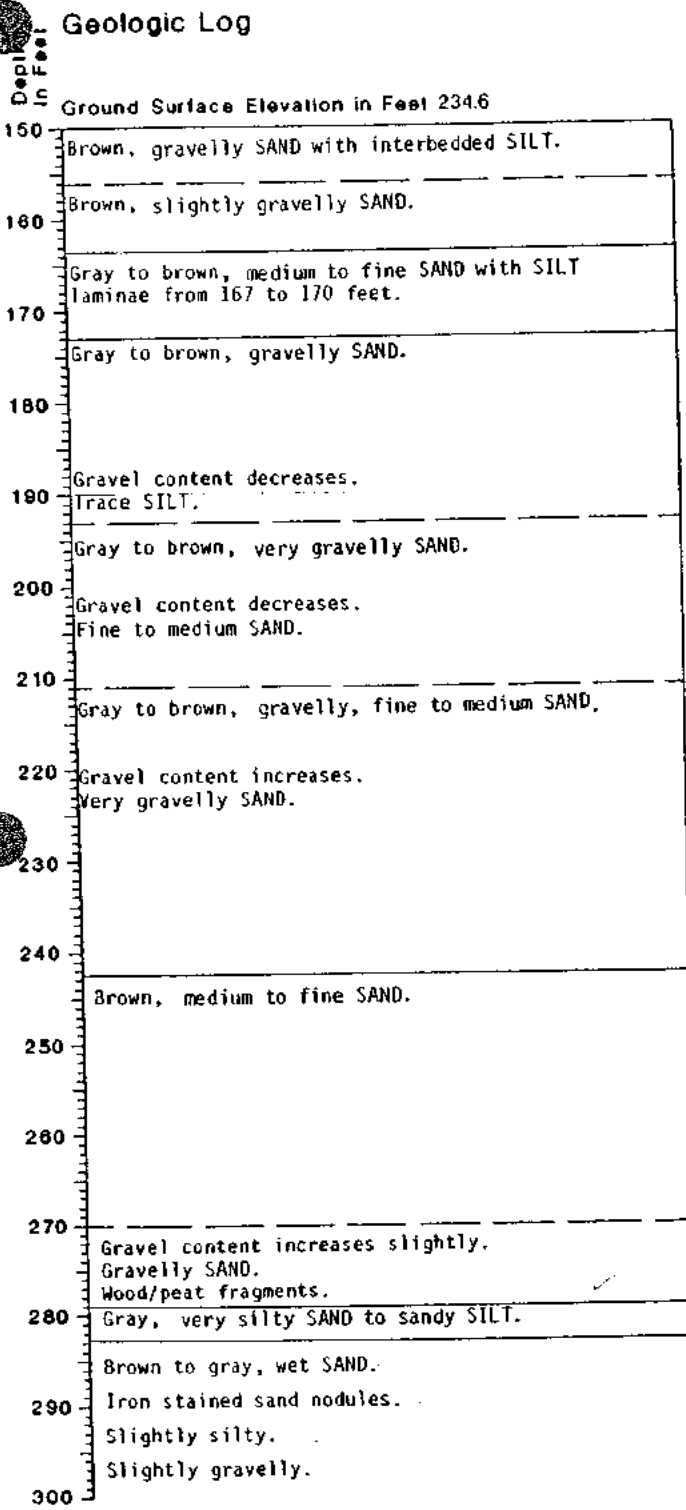 Geologic Log
Depth
In Feet
Ground Surface Elevation in Feet 234.6
150
Brown, gravelly SAND with interbedded SILT.
Brown, slightly gravelly SAND.
160
Gray to brown, medium to fine SAND with SILT
laminae from 167 to 170 feet.
170
Gray to brown, gravelly SAND.
180
Gravel content decreases.
190
Trace SILT.
Gray to brown, very gravelly SAND.
200
Gravel content decreases.
Fine to medium SAND.
210
Gray to brown, gravelly, fine to medium SAND.
220
Gravel content increases.
Very gravelly SAND.
230
240
Brown, medium to fine SAND.
250
260
270
Gravel content increases slightly.
Gravelly SAND.
Wood/peat fragments.
280
Gray, very silty SAND to sandy SILT.
Brown to gray, wet SAND.
290
Iron stained sand nodules.
Slightly silty.
Slightly gravelly.
300